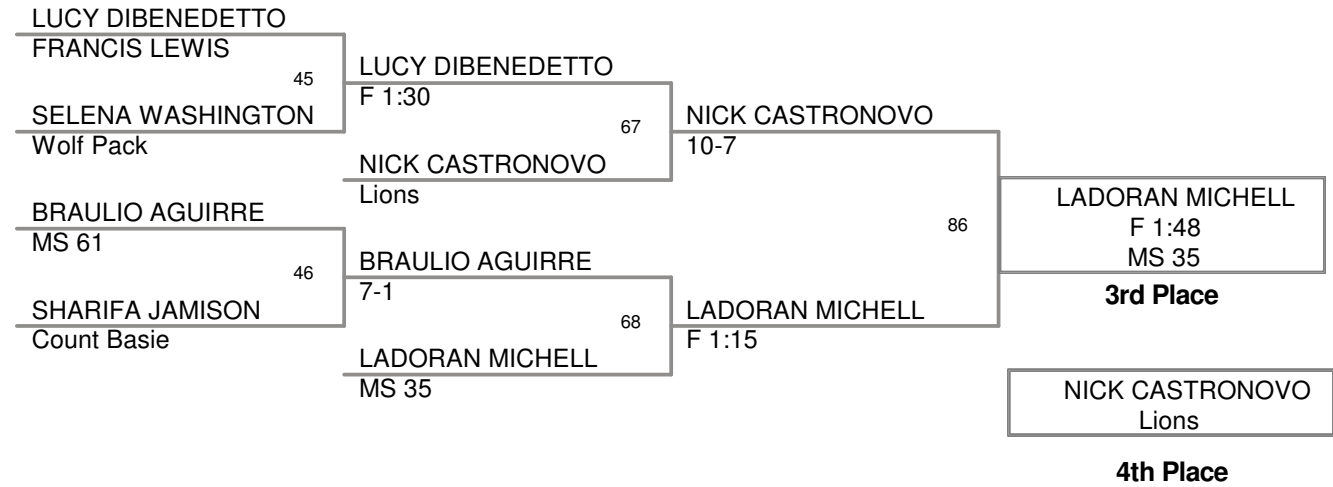 LUCY DIBENEDETTO
FRANCIS LEWIS
45
SELENA WASHINGTON
Wolf Pack
BRAULIO AGUIRRE
MS 61
46
SHARIFA JAMISON
Count Basie
LUCY DIBENEDETTO
F 1:30
67
NICK CASTRONOVO
Lions
BRAULIO AGUIRRE
7-1
68
LADORAN MICHELL
MS 35
NICK CASTRONOVO
10-7
86
LADORAN MICHELL
F 1:15
LADORAN MICHELL
F 1:48
MS 35
3rd Place
NICK CASTRONOVO
Lions
4th Place